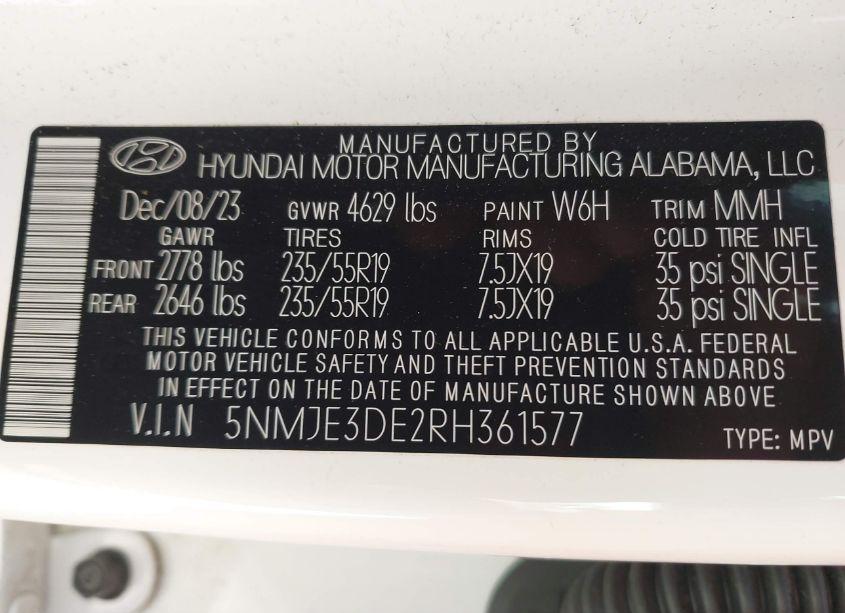 MANUFACTURED BY
HYUNDAI MOTOR MANUFACTURING ALABAMA, LLC
Dec/08/23 GVWR 4629 lbs PAINT W6H TRIM MMH
GAWR TIRES RIMS COLD TIRE INFL
FRONT 2778 lbs 235/55R19 7.5JX19 35 psi SINGLE
REAR 2646 lbs 235/55R19 7.5JX19 35 psi SINGLE
THIS VEHICLE CONFORMS TO ALL APPLICABLE U.S.A. FEDERAL
MOTOR VEHICLE SAFETY AND THEFT PREVENTION STANDARDS
IN EFFECT ON THE DATE OF MANUFACTURE SHOWN ABOVE
V.I.N 5NMJE3DE2RH361577 TYPE: MPV